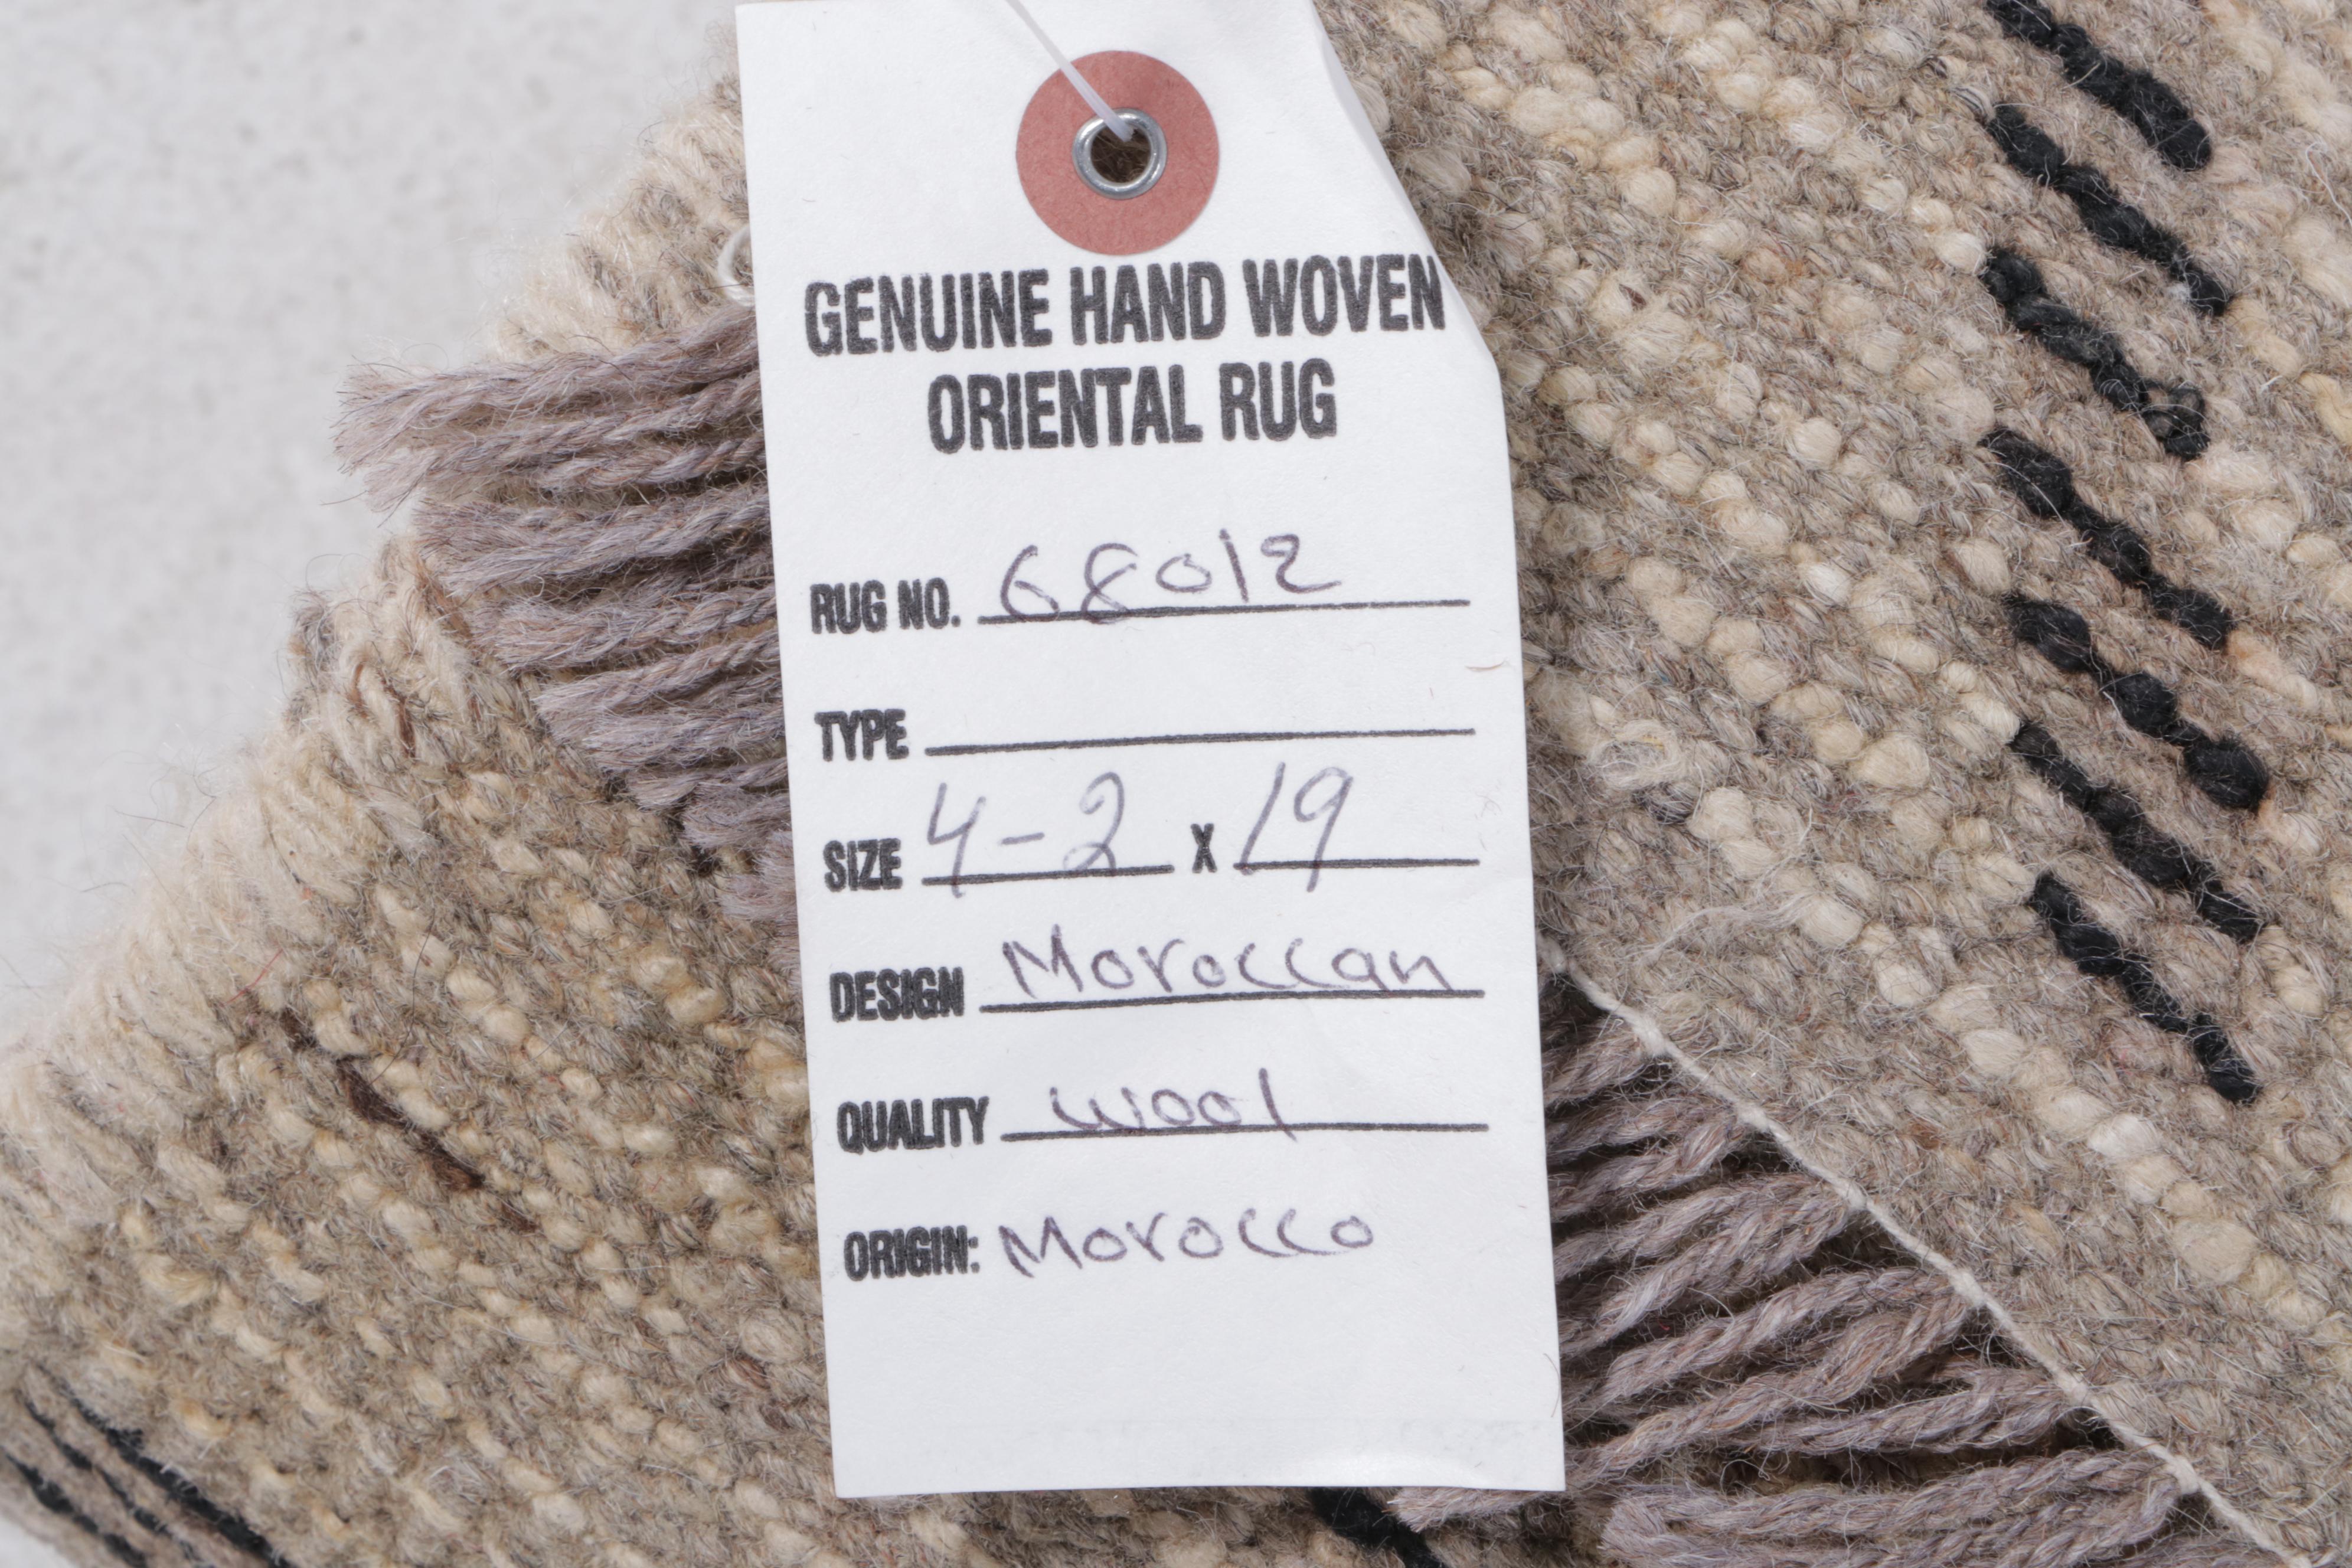 GENUINE HAND WOVEN
ORIENTAL RUG
RUG NO. 68012
TYPE
SIZE 4-2 X 19
DESIGN Moroccan
QUALITY wool
ORIGIN: Morocco